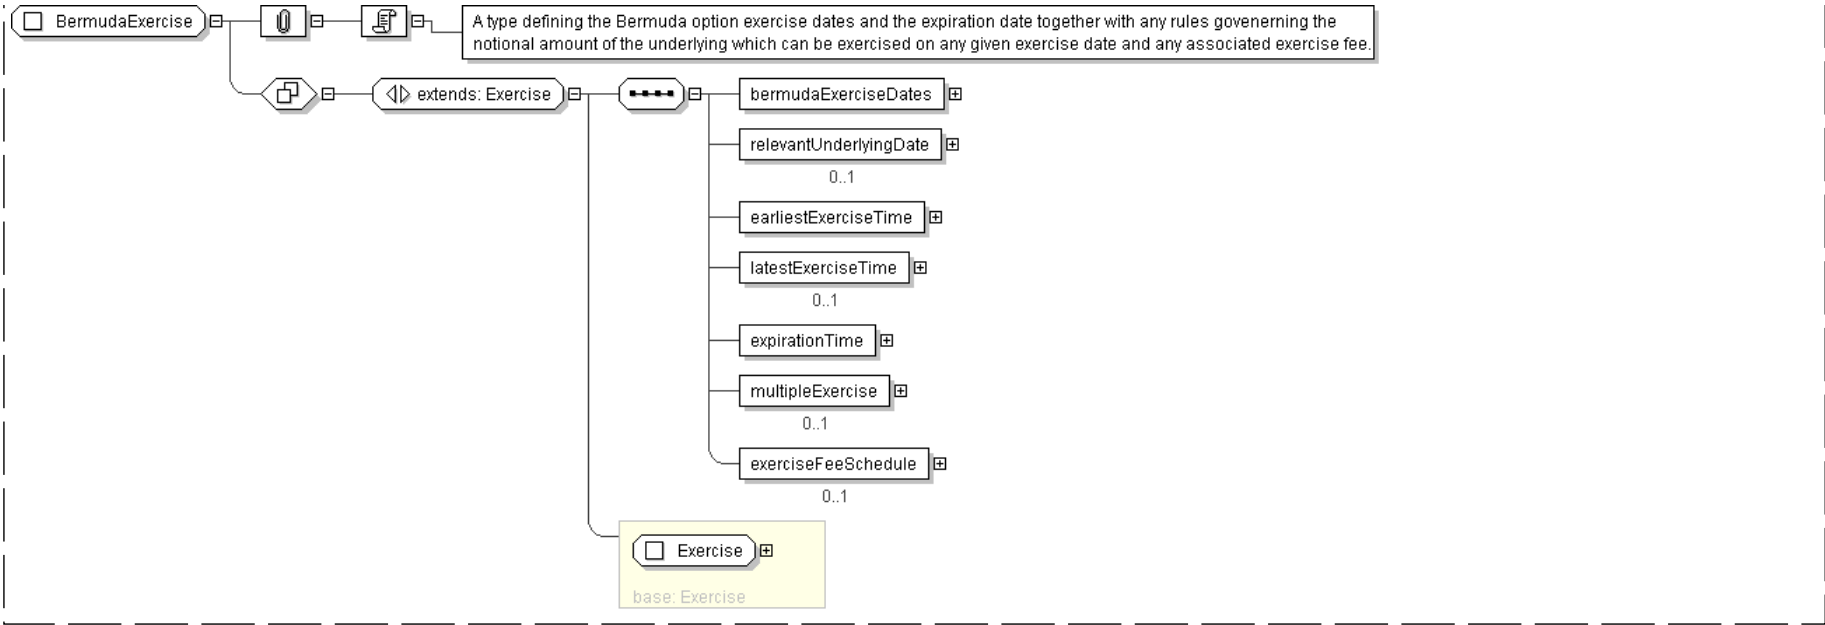 BermudaExercise
A type defining the Bermuda option exercise dates and the expiration date together with any rules govenerning the
notional amount of the underlying which can be exercised on any given exercise date and any associated exercise fee.
extends: Exercise
bermudaExerciseDates
relevantUnderlyingDate
0..1
earliestExerciseTime
latestExerciseTime
0..1
expirationTime
multipleExercise
0..1
exerciseFeeSchedule
0..1
Exercise
base: Exercise